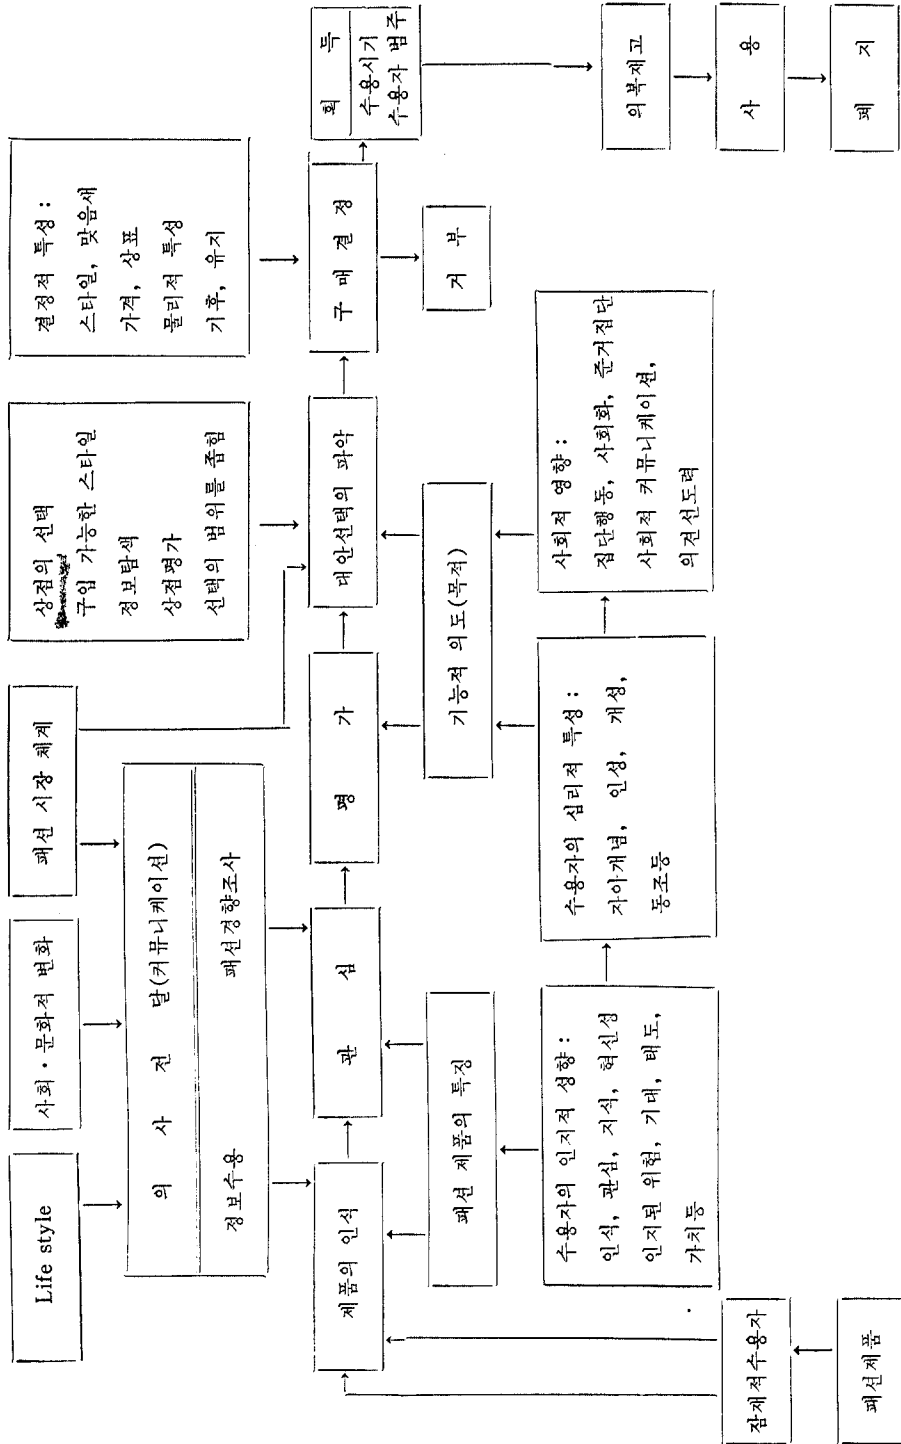 Life style
사회・문화적 변화
패션 시장 체계
상점의 선택
구입 가능한 스타일
정보탐색
상점평가
선택의 범위를 좁힘
결정적 특성 :
스타일, 맞음새
가격, 상표
물리적 특성
기후, 유지
의 사 전 달(커뮤니케이션)
정보수용
패션경향조사
제품의 인식
관 심
평 가
대안선택의 파악
구 매 결 정
획 득
수용시기
수용자 범주
패션 제품의 특징
기능적 의도(목적)
거 부
수용자의 인지적 성향 :
인식, 관심, 지식, 혁신성
인지된 위험, 기대, 태도,
가치등
수용자의 심리적 특성 :
자아개념, 인성, 개성,
동조등
사회적 영향 :
집단행동, 사회화, 준거집단
사회적 커뮤니케이션,
의견선도력
의복재고
사 용
폐 지
잠재적수용자
패션제품